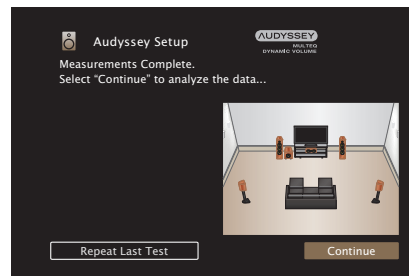 Audyssey Setup
AUDYSSEY
MULTEQ
DYNAMIC VOLUME
Measurements Complete.
Select “Continue” to analyze the data...
Repeat Last Test
Continue